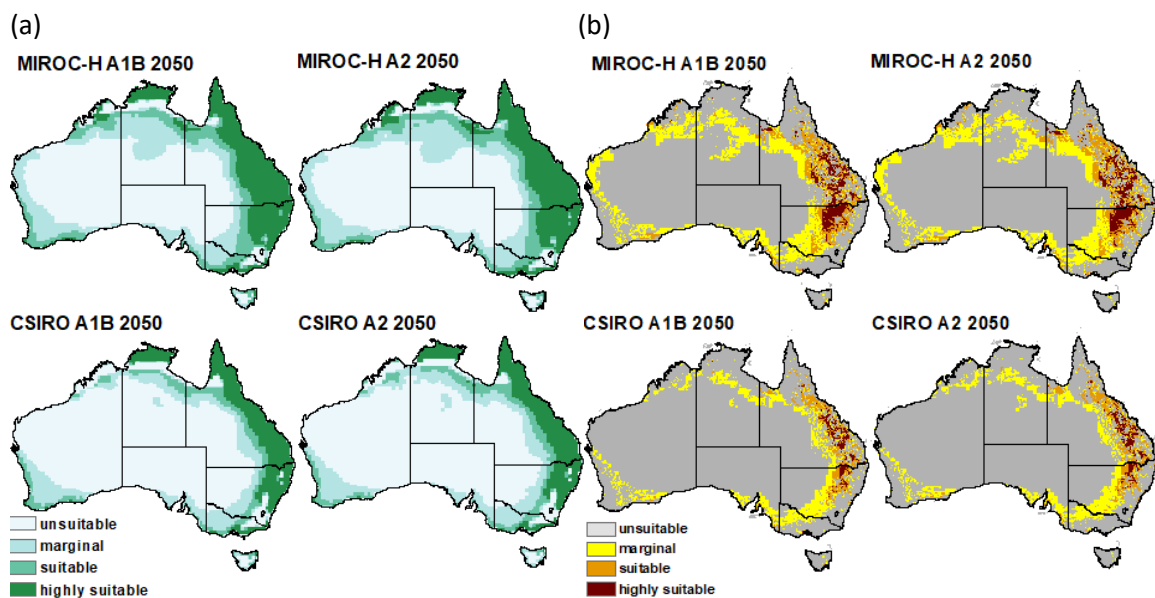 (a)
(b)
MIROC-H A1B 2050
MIROC-H A2 2050
MIROC-H A1B 2050
MIROC-H A2 2050
CSIRO A1B 2050
CSIRO A2 2050
CSIRO A1B 2050
CSIRO A2 2050
unsuitable
marginal
suitable
highly suitable
unsuitable
marginal
suitable
highly suitable